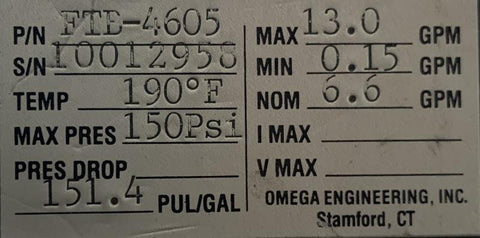 P/N FTB-4605
S/N 10012958
TEMP 190°F
MAX PRES 150Psi
PRES DROP
151.4 PUL/GAL
MAX 13.0 GPM
MIN 0.15 GPM
NOM 6.6 GPM
I MAX
V MAX
OMEGA ENGINEERING, INC.
Stamford, CT